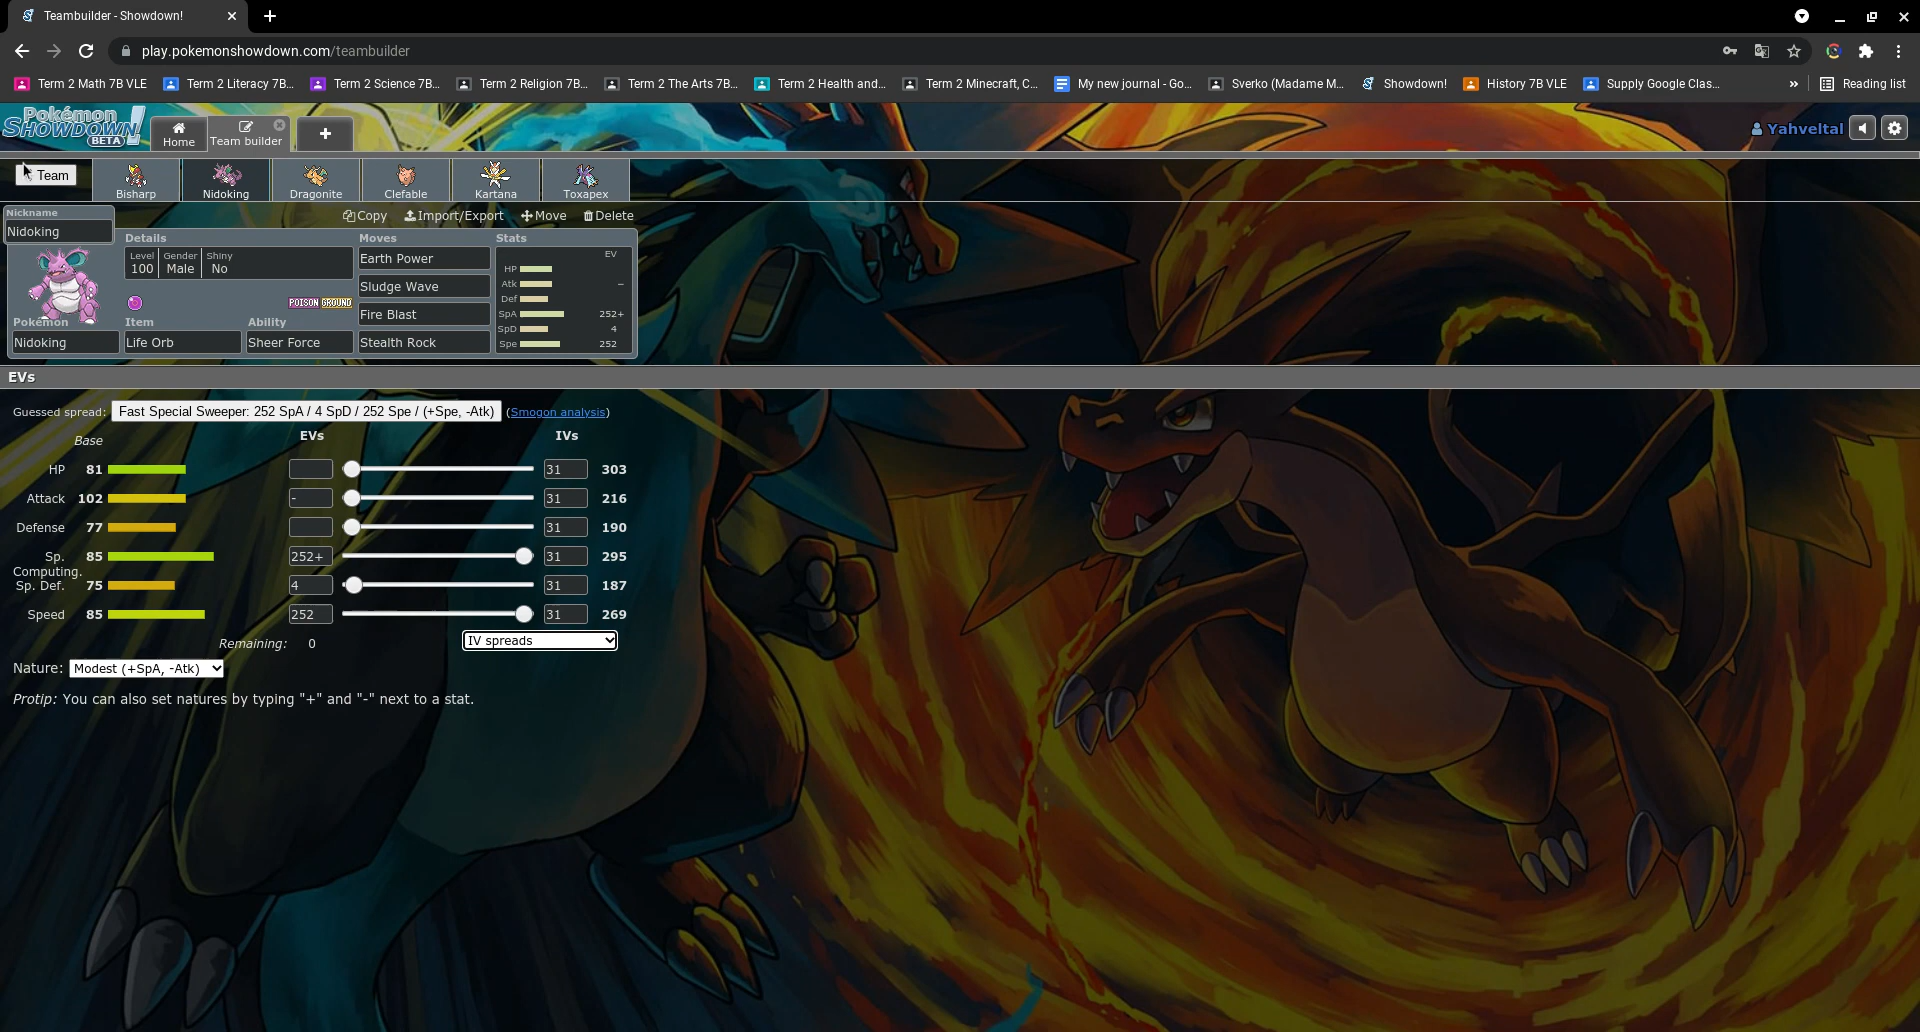 Teambuilder - Showdown!
play.pokemonshowdown.com/teambuilder
Term 2 Math 7B VLE
Term 2 Literacy 7B...
Term 2 Science 7B...
Term 2 Religion 7B...
Term 2 The Arts 7B...
Term 2 Health and...
Term 2 Minecraft, C...
My new journal - Go...
Sverko (Madame M...
Showdown!
History 7B VLE
Supply Google Clas...
»
Reading list
Pokémon
SHOWDOWN!
BETA
Home
Team builder
+
Yahveltal
Team
Bisharp
Nidoking
Dragonite
Clefable
Kartana
Toxapex
Nickname
Nidoking
Copy
Import/Export
Move
Delete
Details
Level
100
Gender
Male
Shiny
No
POISON GROUND
Pokémon
Nidoking
Item
Life Orb
Ability
Sheer Force
Moves
Earth Power
Sludge Wave
Fire Blast
Stealth Rock
Stats
EV
HP
Atk –
Def
SpA 252+
SpD 4
Spe 252
EVs
Guessed spread: Fast Special Sweeper: 252 SpA / 4 SpD / 252 Spe / (+Spe, -Atk) (Smogon analysis)
Base EVs IVs
HP 81 31 303
Attack 102 - 31 216
Defense 77 31 190
Sp. 85 252+ 31 295
Computing.
Sp. Def. 75 4 31 187
Speed 85 252 31 269
Remaining: 0 IV spreads
Nature: Modest (+SpA, -Atk)
Protip: You can also set natures by typing "+" and "-" next to a stat.